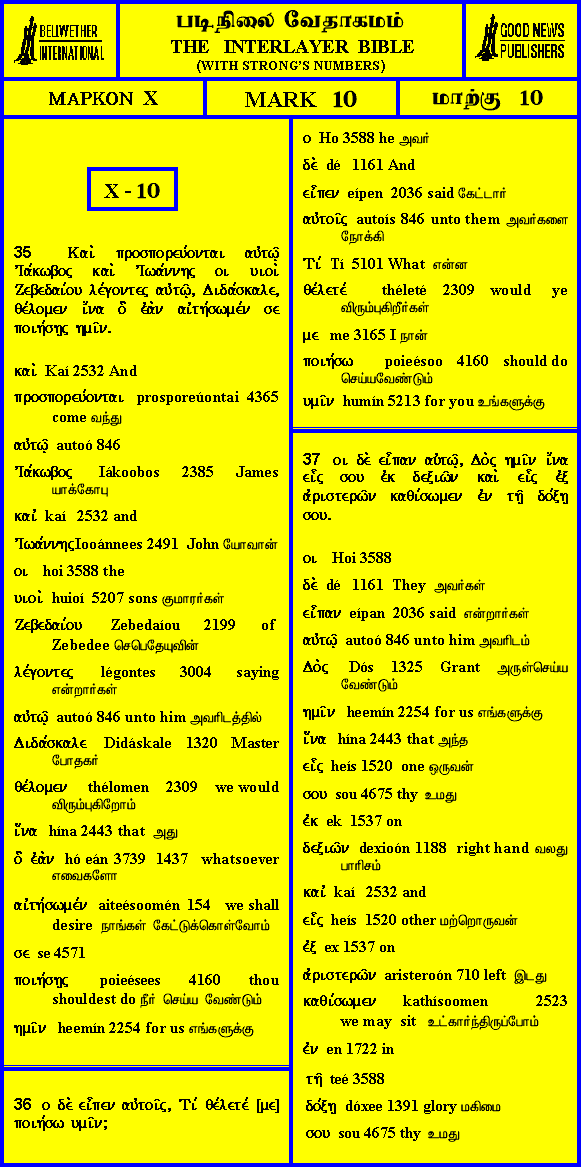 BELLWETHER
INTERNATIONAL
படிநிலை வேதாகமம்
THE INTERLAYER BIBLE
(WITH STRONG'S NUMBERS)
GOOD NEWS
PUBLISHERS
ΜΑΡΚΟΝ X
MARK 10
மாற்கு 10
X - 10
35 Καὶ προσπορεύονται αὐτῷ
Ἰάκωβος καὶ Ἰωάννης οι υιοὶ
Ζεβεδαίου λέγοντες αὐτῷ, Διδάσκαλε,
θέλομεν ἵνα ὃ ἐὰν αἰτήσωμέν σε
ποιήσῃς ημῖν.
καὶ Kaí 2532 And
προσπορεύονται prosporeúontai 4365
come வந்து
αὐτῷ autoó 846
Ἰάκωβος Iákoobos 2385 James
யாக்கோபு
καἰ kaí 2532 and
Ἰωάννης Iooánnees 2491 John யோவான்
οι hoi 3588 the
υιοὶ huioí 5207 sons குமாரர்கள்
Ζεβεδαίου Zebedaíou 2199 of
Zebedee செபெதேயுவின்
λέγοντες légontes 3004 saying
என்றார்கள்
αὐτῷ autoó 846 unto him அவரிடத்தில்
Διδάσκαλε Didáskale 1320 Master
போதகர்
θέλομεν thélomen 2309 we would
விரும்புகிறோம்
ἵνα hína 2443 that அது
ὃ ἐὰν hó eán 3739 1437 whatsoever
எவைகளோ
αἰτήσωμέν aiteésoomén 154 we shall
desire நாங்கள் கேட்டுக்கொள்வோம்
σε se 4571
ποιήσῃς poieésees 4160 thou
shouldest do நீர் செய்ய வேண்டும்
ημῖν heemín 2254 for us எங்களுக்கு
36 ο δὲ εἶπεν αὐτοῖς, Τί θέλετέ [με]
ποιήσω υμῖν;
ο Ho 3588 he அவர்
δὲ dé 1161 And
εἶπεν eípen 2036 said கேட்டார்
αὐτοῖς autoís 846 unto them அவர்களை
நோக்கி
Τί Tí 5101 What என்ன
θέλετέ théleté 2309 would ye
விரும்புகிறீர்கள்
με me 3165 I நான்
ποιήσω poieésoo 4160 should do
செய்யவேண்டும்
υμῖν humín 5213 for you உங்களுக்கு
37 οι δὲ εἶπαν αὐτῷ, Δὸς ημῖν ἵνα
εἷς σου ἐκ δεξιῶν καὶ εἷς ἐξ
ἀριστερῶν καθίσωμεν ἐν τῇ δόξῃ
σου.
οι Hoi 3588
δὲ dé 1161 They அவர்கள்
εἶπαν eípan 2036 said என்றார்கள்
αὐτῷ autoó 846 unto him அவரிடம்
Δὸς Dós 1325 Grant அருள்செய்ய
வேண்டும்
ημῖν heemín 2254 for us எங்களுக்கு
ἵνα hína 2443 that அந்த
εἷς heís 1520 one ஒருவன்
σου sou 4675 thy உமது
ἐκ ek 1537 on
δεξιῶν dexioón 1188 right hand வலது
பாரிசம்
καἰ kaí 2532 and
εἷς heís 1520 other மற்றொருவன்
ἐξ ex 1537 on
ἀριστερῶν aristeroón 710 left இடது
καθίσωμεν kathísoomen 2523
we may sit உட்கார்ந்திருப்போம்
ἐν en 1722 in
τῇ teé 3588
δόξῃ dóxee 1391 glory மகிமை
σου sou 4675 thy உமது